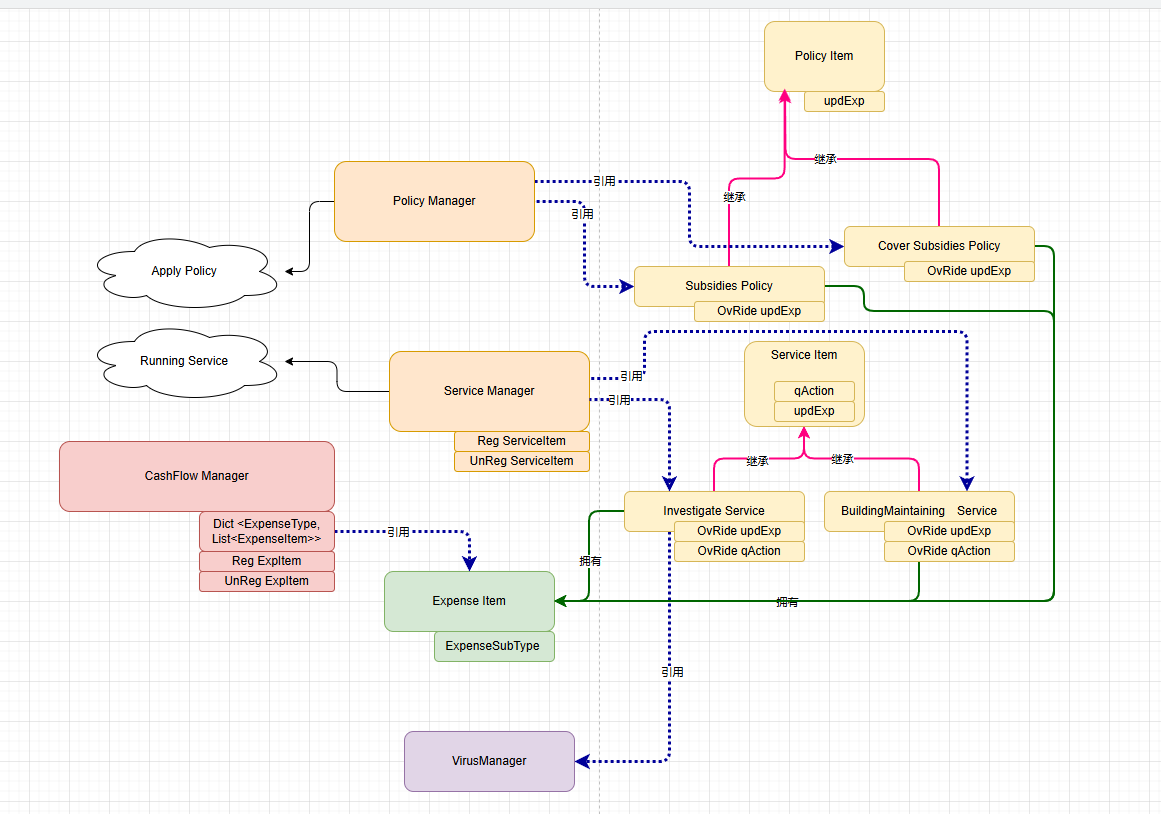 Policy Item
updExp
继承
继承
Policy Manager
引用
引用
Apply Policy
Cover Subsidies Policy
OvRide updExp
Subsidies Policy
OvRide updExp
Running Service
Service Manager
Reg ServiceItem
UnReg ServiceItem
引用
引用
Service Item
qAction
updExp
继承
继承
CashFlow Manager
Dict <ExpenseType,
List<ExpenseItem>>
Reg ExpItem
UnReg ExpItem
引用
Investigate Service
OvRide updExp
OvRide qAction
BuildingMaintaining Service
OvRide updExp
OvRide qAction
拥有
拥有
Expense Item
ExpenseSubType
引用
VirusManager